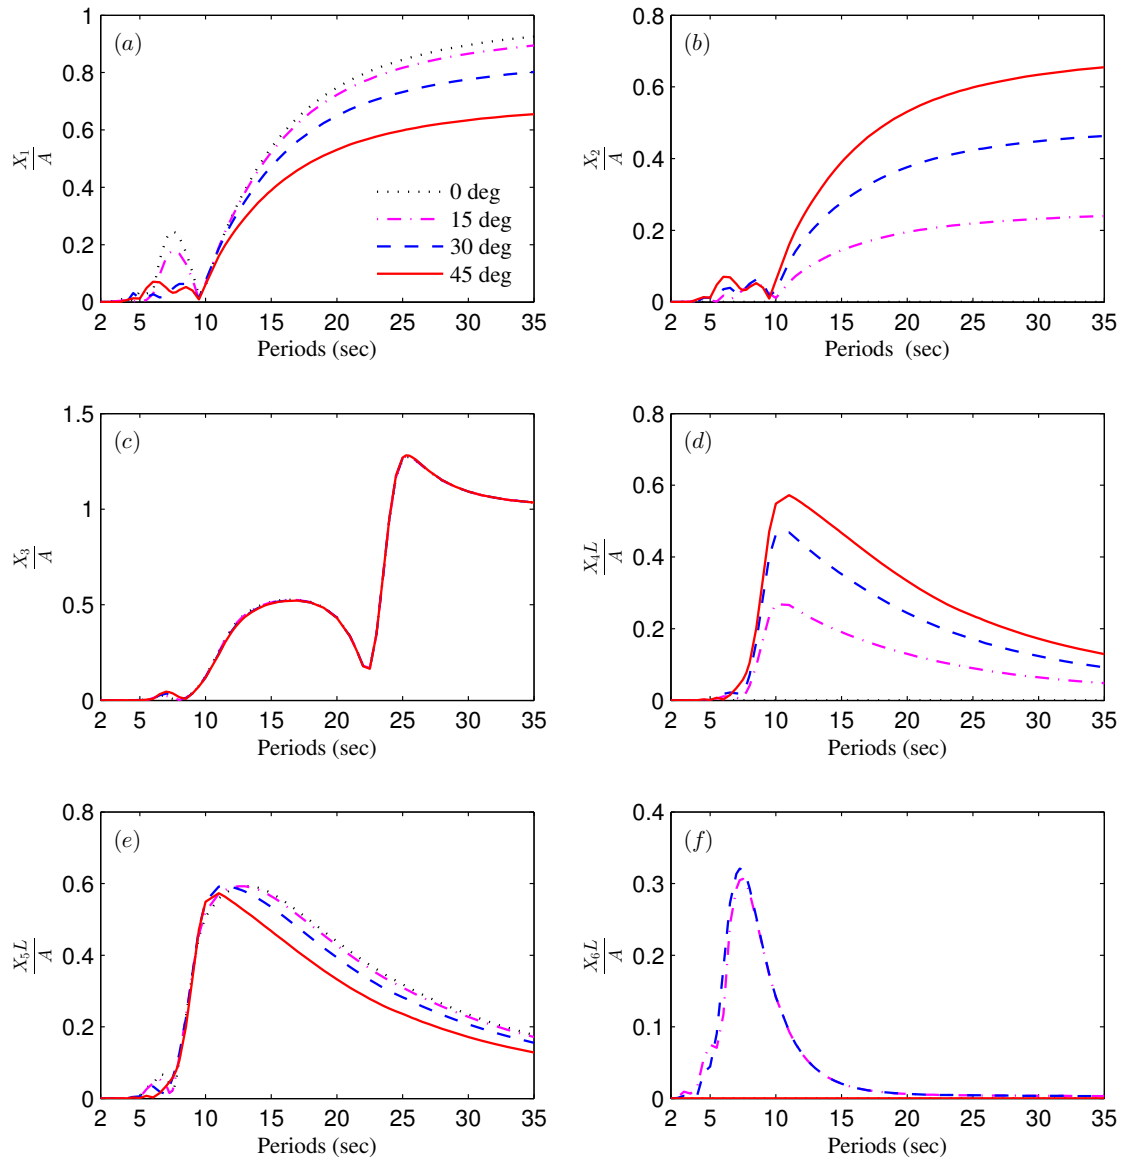 (a)
1
0.8
0.6
0.4
0.2
0
X₁/A
0 deg
15 deg
30 deg
45 deg
2 5 10 15 20 25 30 35
Periods (sec)
(b)
0.8
0.6
0.4
0.2
0
X₂/A
2 5 10 15 20 25 30 35
Periods (sec)
(c)
1.5
1
0.5
0
X₃/A
2 5 10 15 20 25 30 35
Periods (sec)
(d)
0.8
0.6
0.4
0.2
0
X₄L/A
2 5 10 15 20 25 30 35
Periods (sec)
(e)
0.8
0.6
0.4
0.2
0
X₅L/A
2 5 10 15 20 25 30 35
Periods (sec)
(f)
0.4
0.3
0.2
0.1
0
X₆L/A
2 5 10 15 20 25 30 35
Periods (sec)